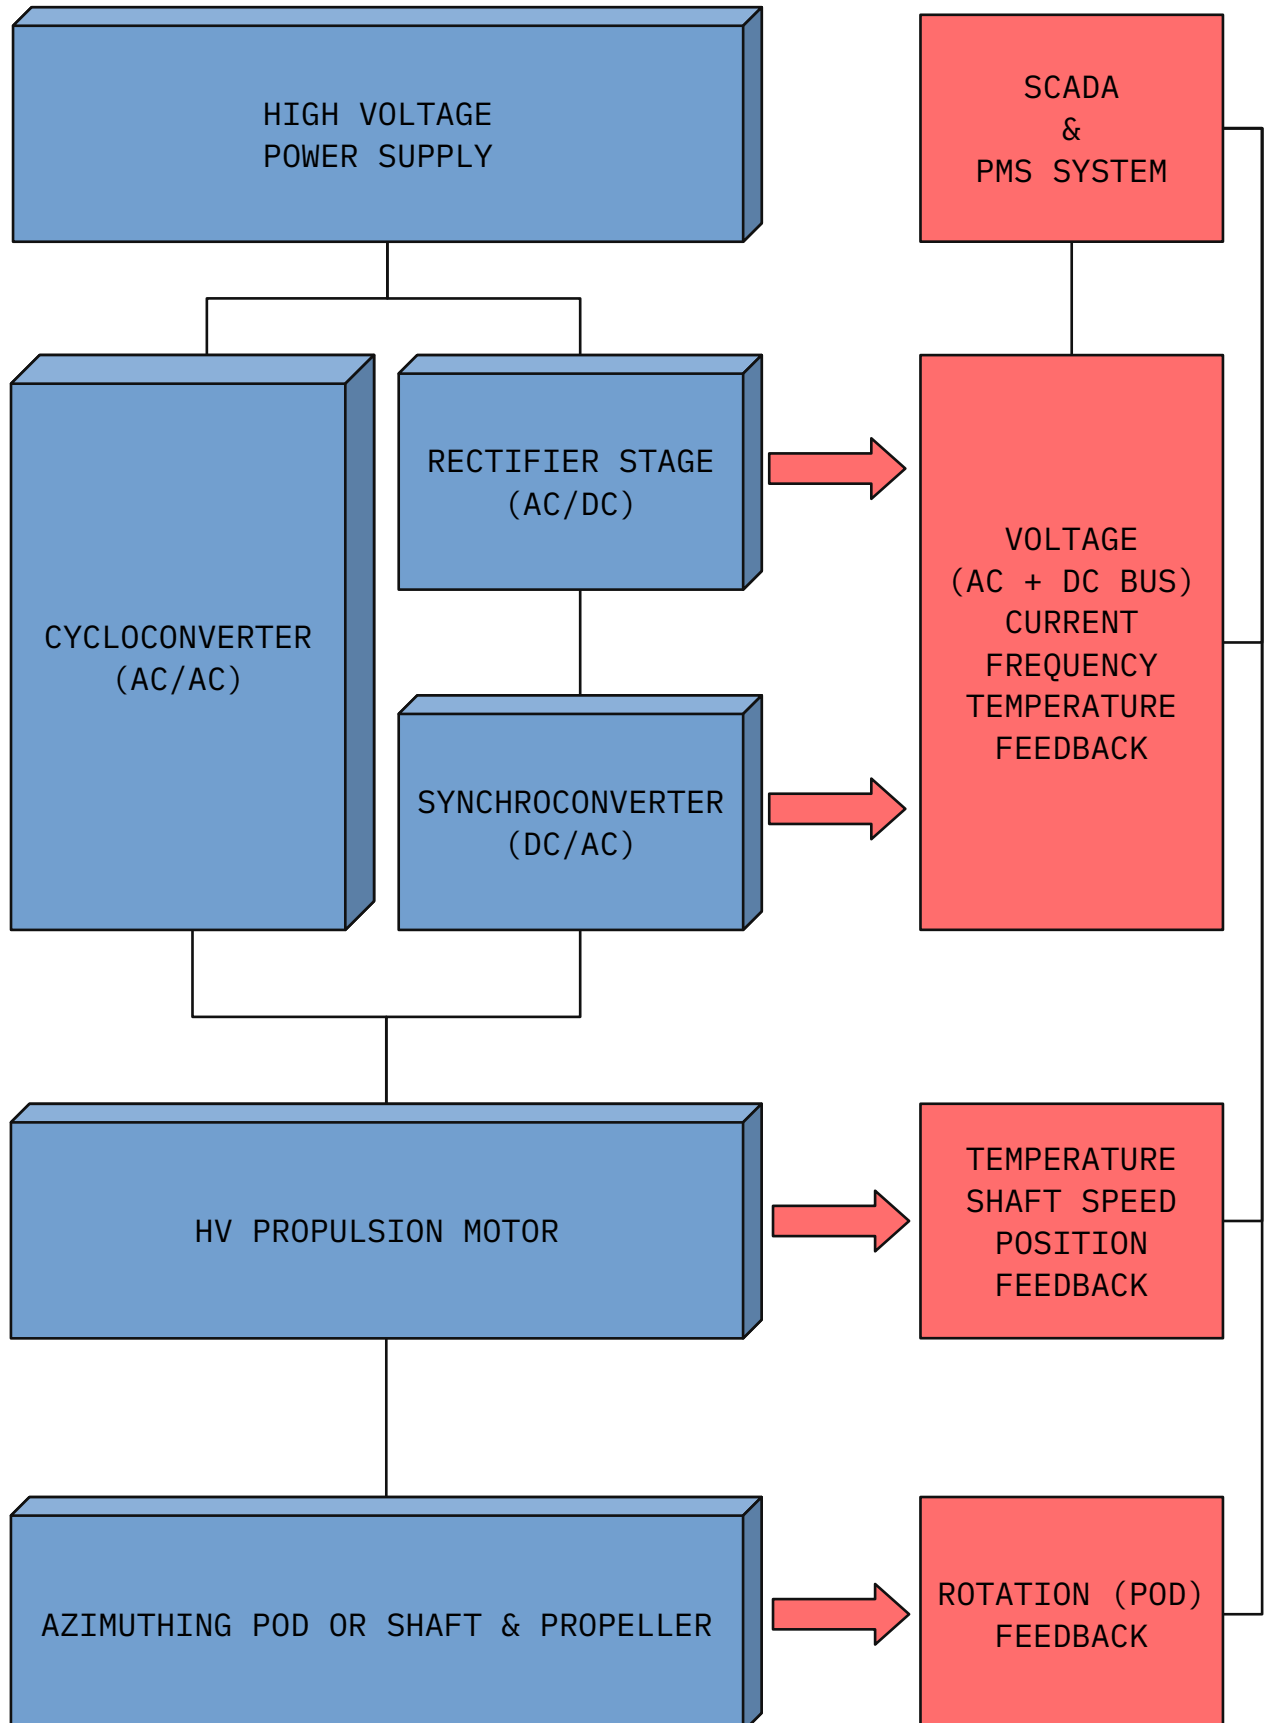 HIGH VOLTAGE
POWER SUPPLY
SCADA
&
PMS SYSTEM
CYCLOCONVERTER
(AC/AC)
RECTIFIER STAGE
(AC/DC)
SYNCHROCONVERTER
(DC/AC)
VOLTAGE
(AC + DC BUS)
CURRENT
FREQUENCY
TEMPERATURE
FEEDBACK
HV PROPULSION MOTOR
TEMPERATURE
SHAFT SPEED
POSITION
FEEDBACK
AZIMUTHING POD OR SHAFT & PROPELLER
ROTATION (POD)
FEEDBACK